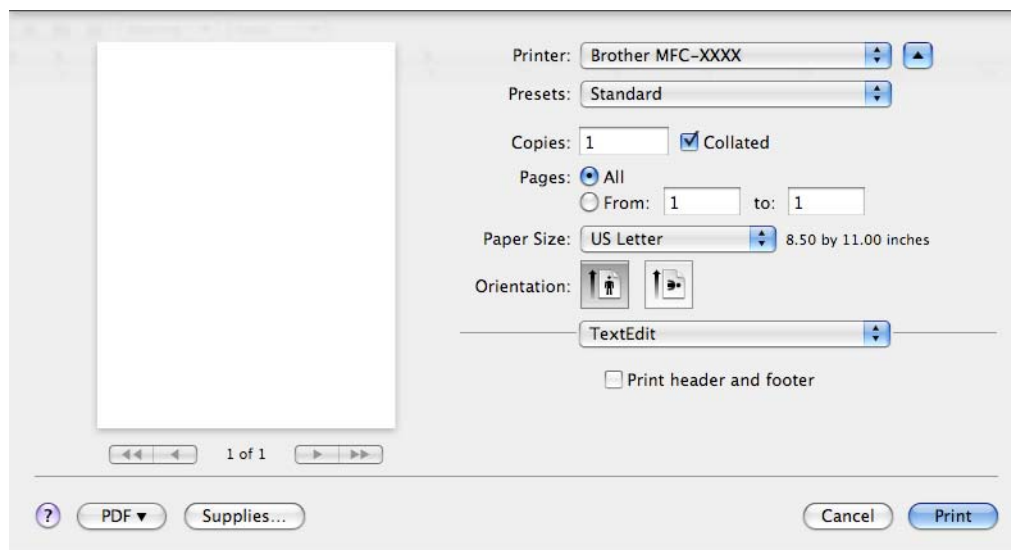 Printer: Brother MFC-XXXX
Presets: Standard
Copies: 1 Collated
Pages: All
From: 1 to: 1
Paper Size: US Letter 8.50 by 11.00 inches
Orientation:
TextEdit
Print header and footer
1 of 1
? PDF Supplies... Cancel Print